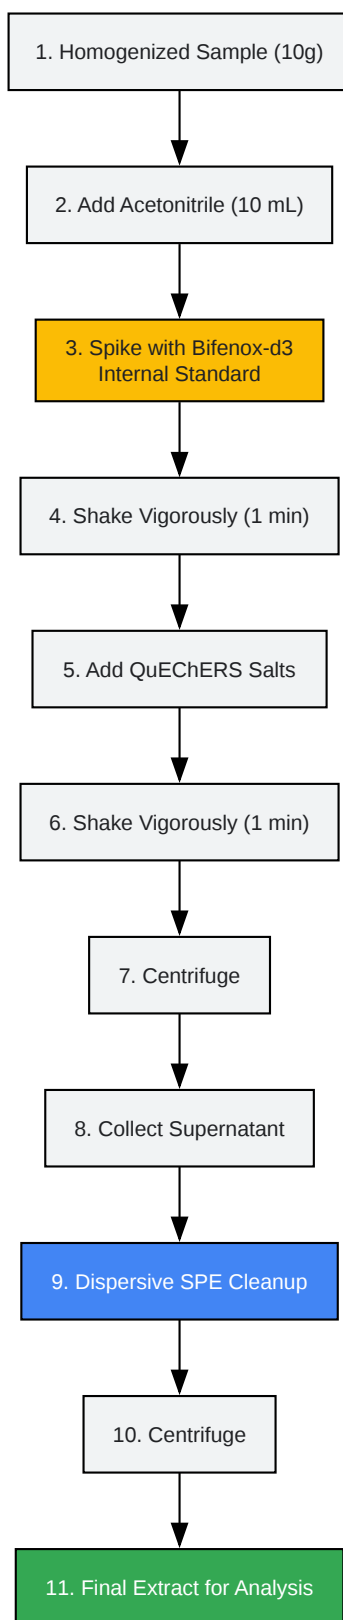 1. Homogenized Sample (10g)
2. Add Acetonitrile (10 mL)
3. Spike with Bifenox-d3
Internal Standard
4. Shake Vigorously (1 min)
5. Add QuEChERS Salts
6. Shake Vigorously (1 min)
7. Centrifuge
8. Collect Supernatant
9. Dispersive SPE Cleanup
10. Centrifuge
11. Final Extract for Analysis